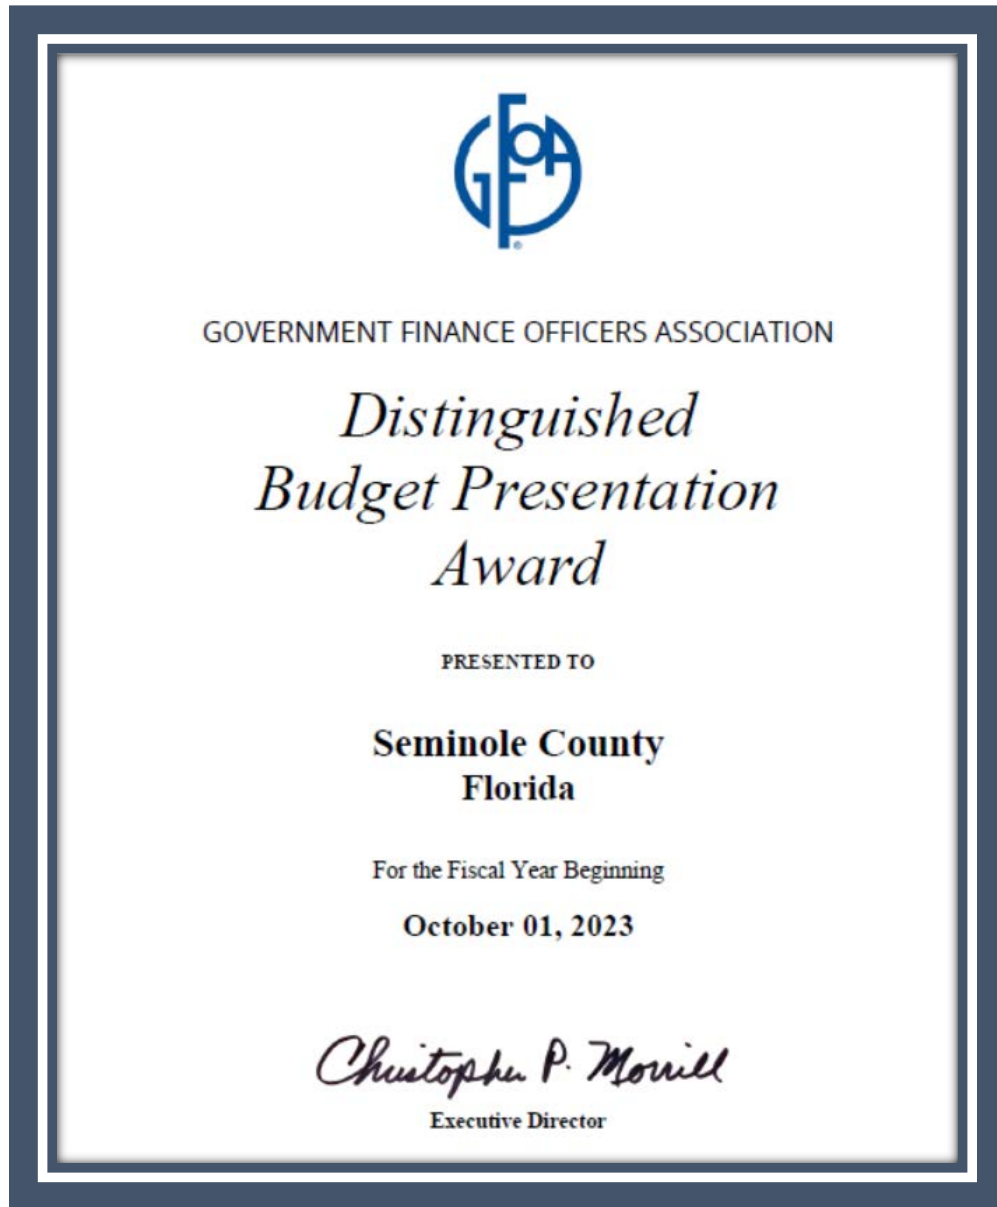 GFOA
GOVERNMENT FINANCE OFFICERS ASSOCIATION
Distinguished
Budget Presentation
Award
PRESENTED TO
Seminole County
Florida
For the Fiscal Year Beginning
October 01, 2023
Christopher P. Morrill
Executive Director